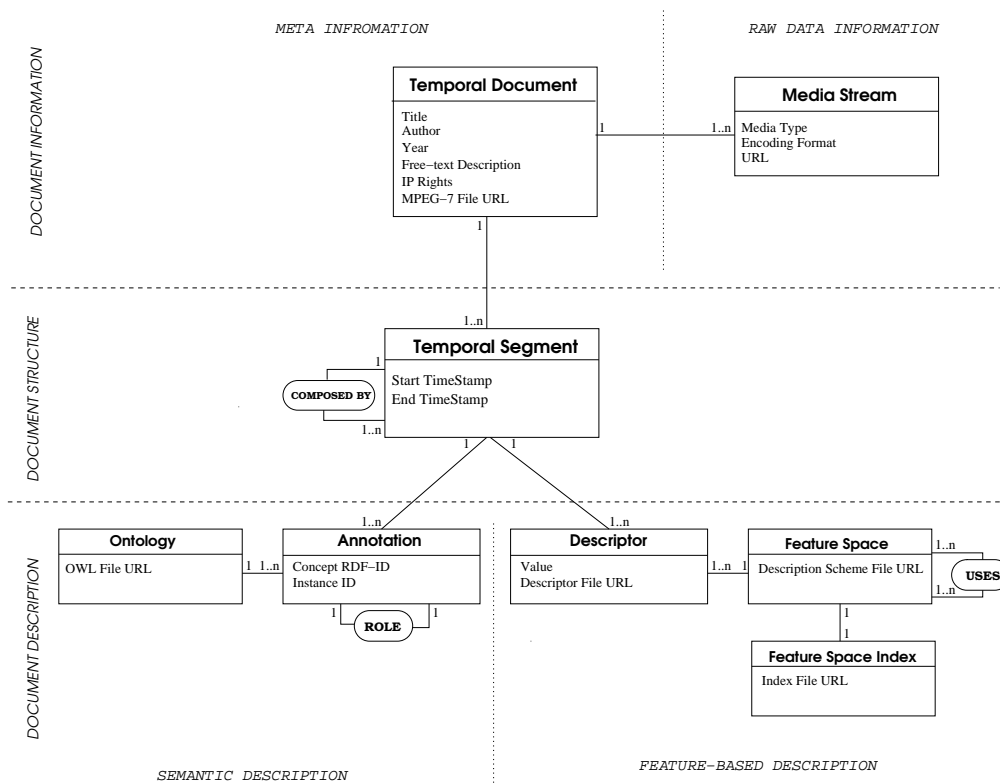 META INFROMATION
RAW DATA INFORMATION
DOCUMENT INFORMATION
Temporal Document
Title
Author
Year
Free−text Description
IP Rights
MPEG−7 File URL
1
1..n
Media Stream
Media Type
Encoding Format
URL
1
1..n
DOCUMENT STRUCTURE
Temporal Segment
Start TimeStamp
End TimeStamp
1
COMPOSED BY
1..n
1
1
1..n
1..n
DOCUMENT DESCRIPTION
Ontology
OWL File URL
1
1..n
Annotation
Concept RDF−ID
Instance ID
1
ROLE
1
Descriptor
Value
Descriptor File URL
1..n
1
Feature Space
Description Scheme File URL
1..n
USES
1..n
1
1
Feature Space Index
Index File URL
SEMANTIC DESCRIPTION
FEATURE−BASED DESCRIPTION